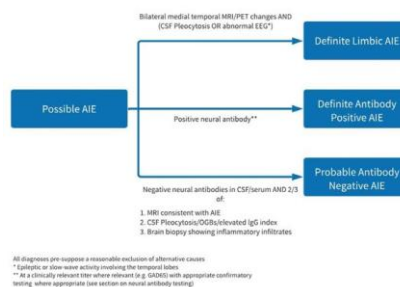 Bilateral medial temporal MRI/PET changes AND
(CSF Pleocytosis OR abnormal EEG*)
Definite Limbic AIE
Possible AIE
Positive neural antibody**
Definite Antibody
Positive AIE
Negative neural antibodies in CSF/serum AND 2/3
of:
1. MRI consistent with AIE
2. CSF Pleocytosis/OGBs/elevated IgG index
3. Brain biopsy showing inflammatory infiltrates
Probable Antibody
Negative AIE
All diagnoses pre-suppose a reasonable exclusion of alternative causes
* Epileptic or slow-wave activity involving the temporal lobes
** At a clinically relevant titer where relevant (e.g. GAD65) with appropriate confirmatory
testing where appropriate (see section on neural antibody testing)